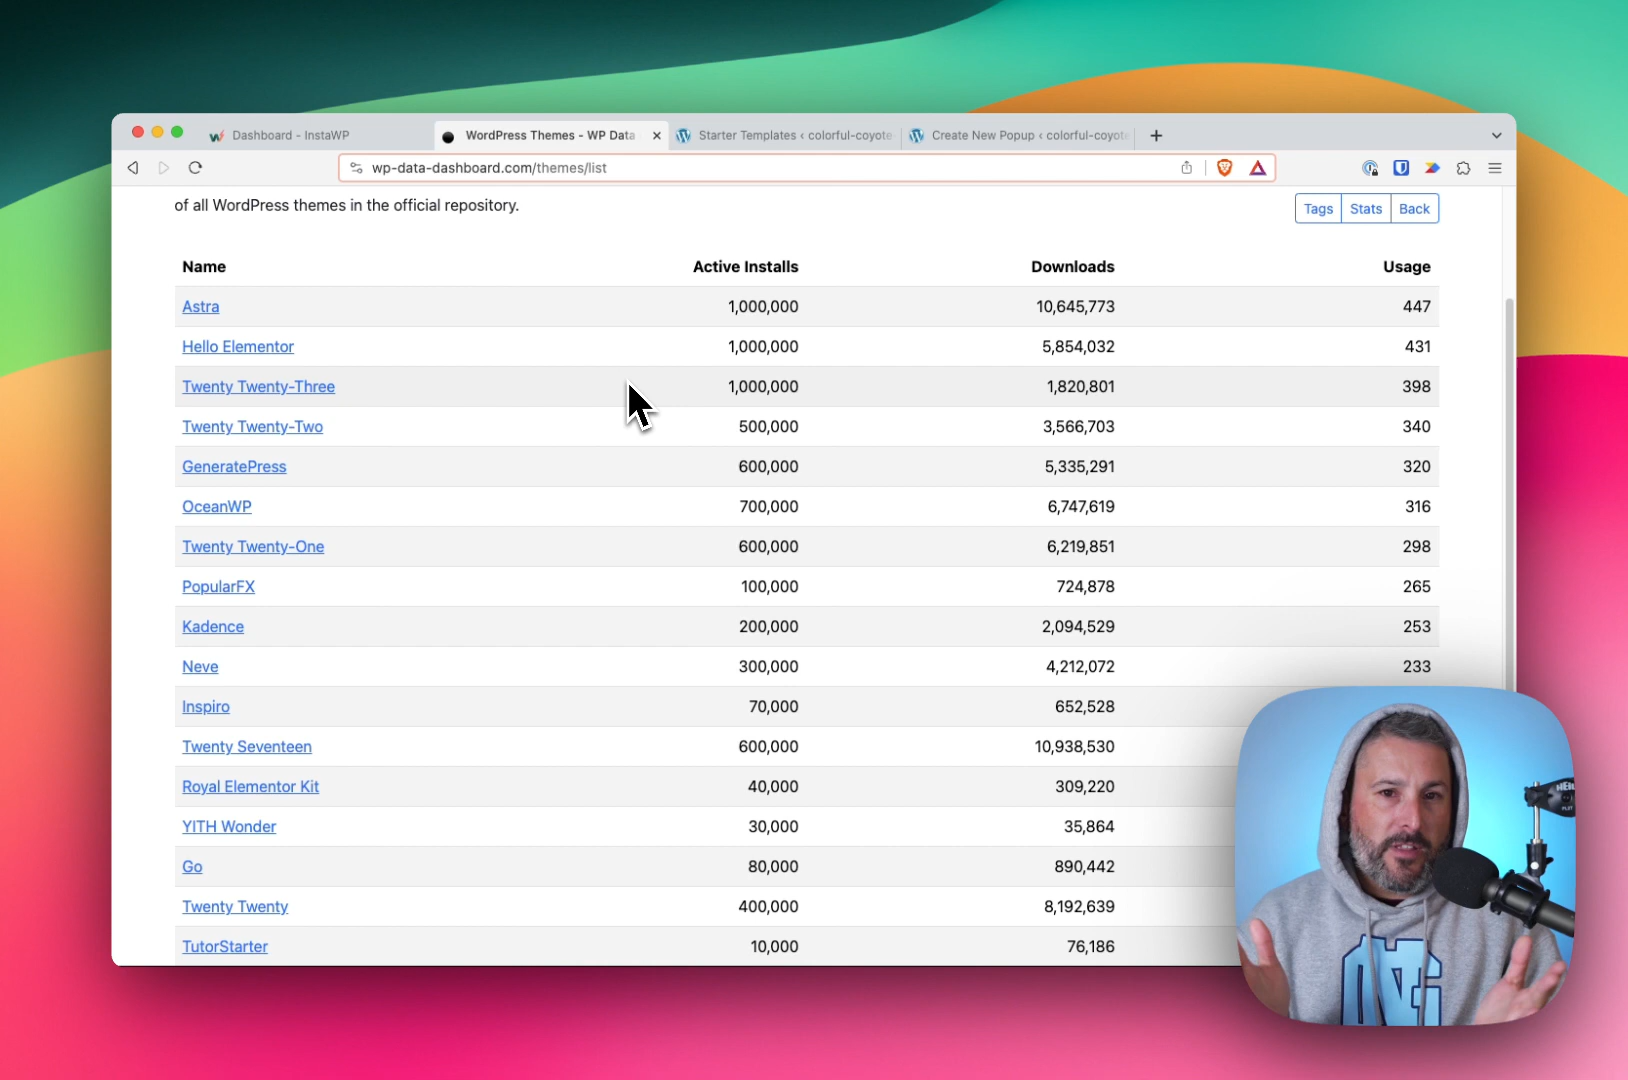 Dashboard - InstaWP
WordPress Themes - WP Data
Starter Templates ‹ colorful-coyote
Create New Popup ‹ colorful-coyote
wp-data-dashboard.com/themes/list
of all WordPress themes in the official repository.
Tags Stats Back
Name Active Installs Downloads Usage
Astra 1,000,000 10,645,773 447
Hello Elementor 1,000,000 5,854,032 431
Twenty Twenty-Three 1,000,000 1,820,801 398
Twenty Twenty-Two 500,000 3,566,703 340
GeneratePress 600,000 5,335,291 320
OceanWP 700,000 6,747,619 316
Twenty Twenty-One 600,000 6,219,851 298
PopularFX 100,000 724,878 265
Kadence 200,000 2,094,529 253
Neve 300,000 4,212,072 233
Inspiro 70,000 652,528
Twenty Seventeen 600,000 10,938,530
Royal Elementor Kit 40,000 309,220
YITH Wonder 30,000 35,864
Go 80,000 890,442
Twenty Twenty 400,000 8,192,639
TutorStarter 10,000 76,186